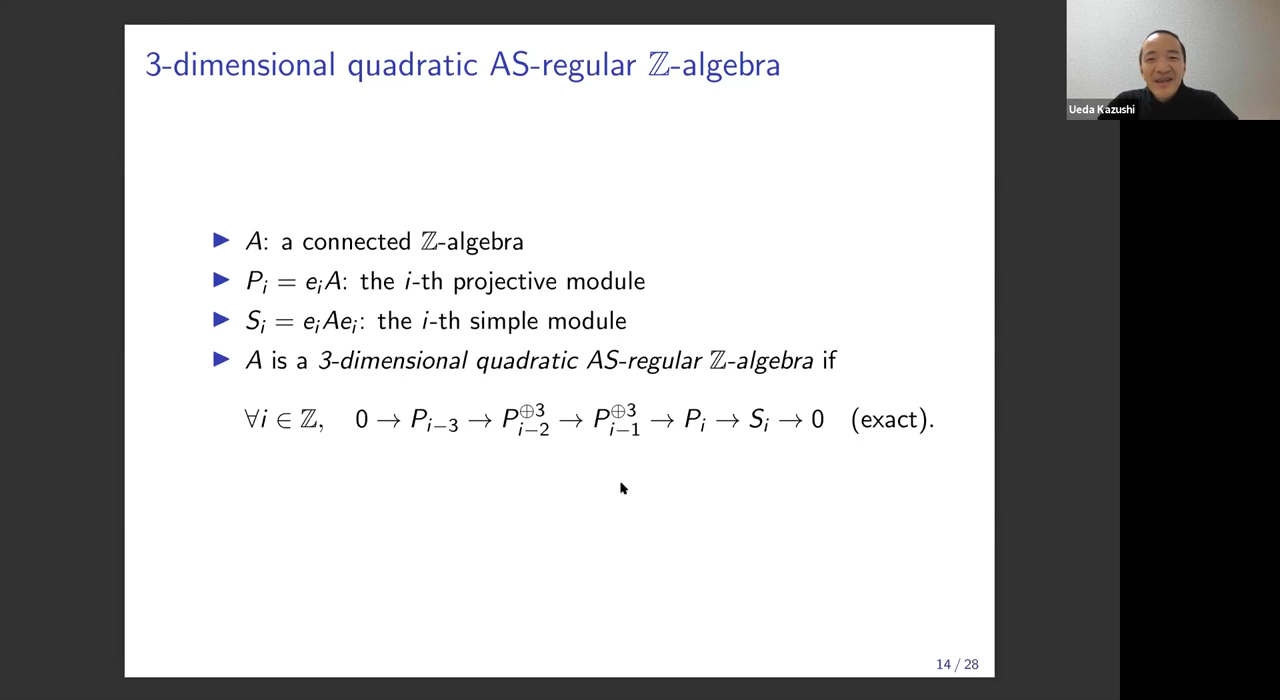 3-dimensional quadratic AS-regular ℤ-algebra
Ueda Kazushi
▶ A: a connected ℤ-algebra
▶ P_i = e_iA: the i-th projective module
▶ S_i = e_iAe_i: the i-th simple module
▶ A is a 3-dimensional quadratic AS-regular ℤ-algebra if
∀i ∈ ℤ, 0 → P_{i−3} → P_{i−2}^{⊕3} → P_{i−1}^{⊕3} → P_i → S_i → 0 (exact).
14 / 28